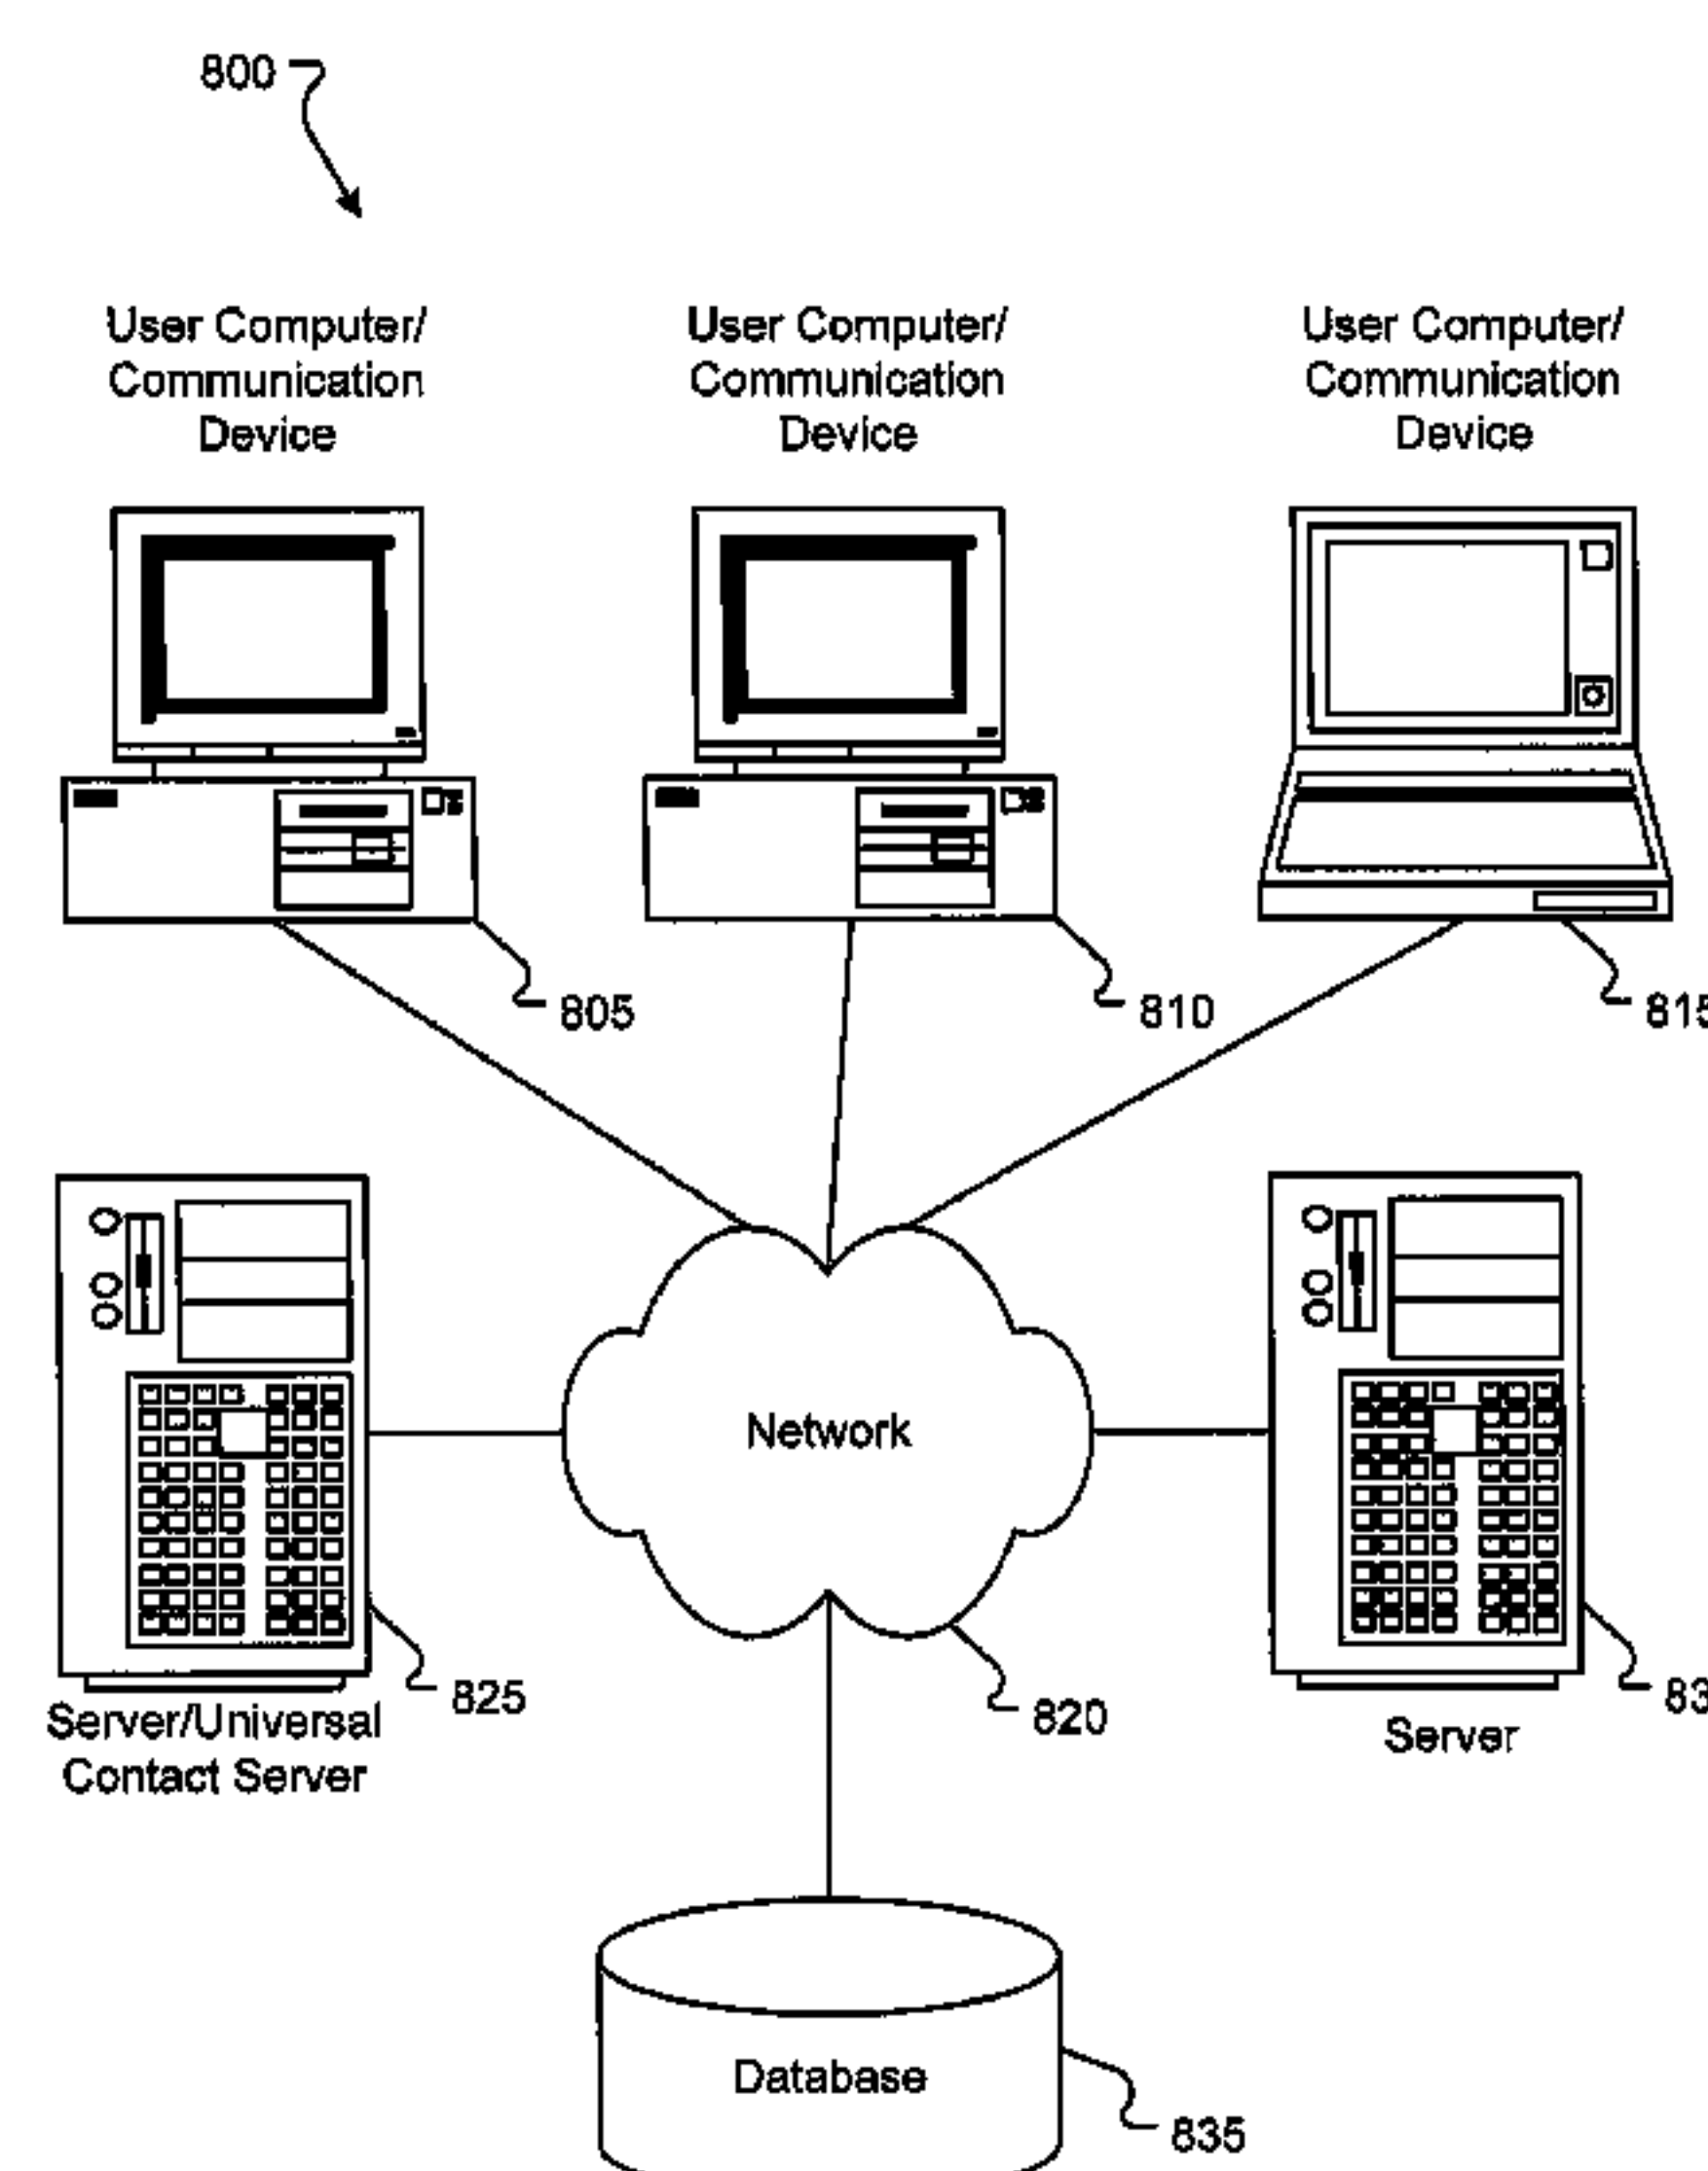 800
User Computer/
Communication
Device
User Computer/
Communication
Device
User Computer/
Communication
Device
805
810
815
Network
825
820
Server/Universal
Contact Server
Server
Database
835